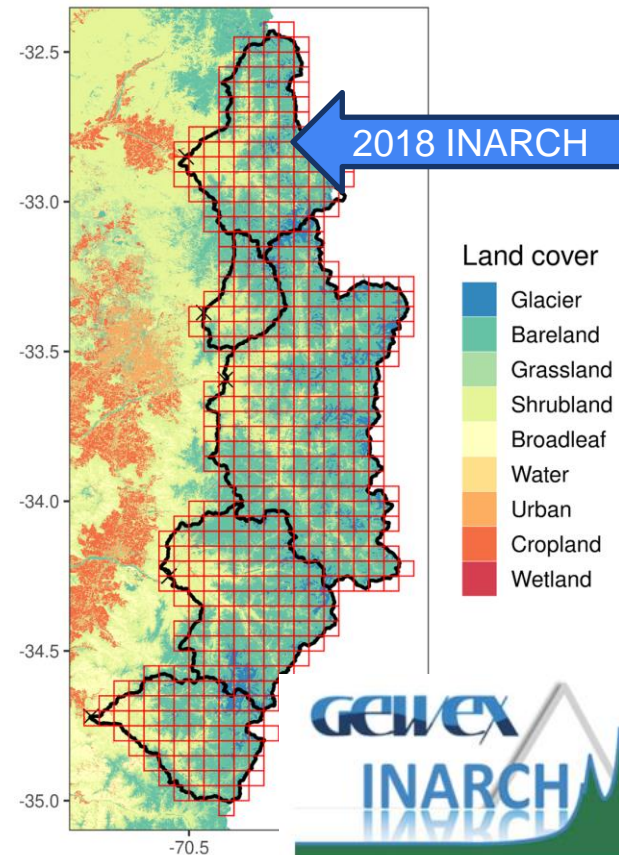 -32.5
2018 INARCH
-33.0
Land cover
Glacier
Bareland
Grassland
-33.5
Shrubland
Broadleaf
Water
-34.0
Urban
Cropland
Wetland
-34.5
GEWEX
INARCH
-35.0
-70.5